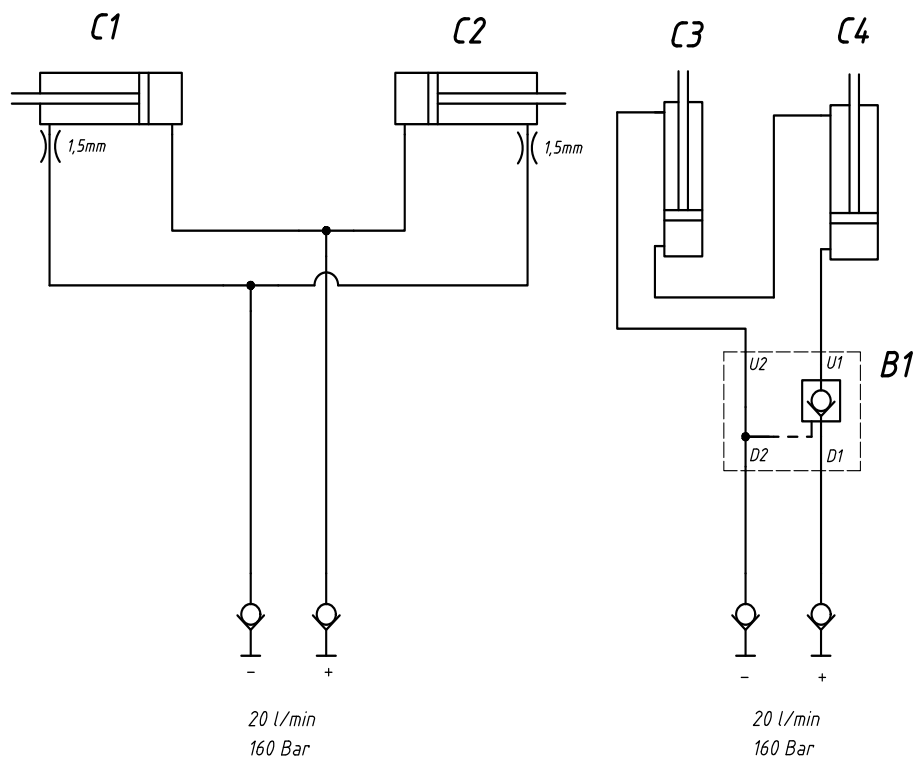 C1
C2
C3
C4
1,5mm
1,5mm
U2
U1
B1
D2
D1
-
+
-
+
20 l/min
160 Bar
20 l/min
160 Bar